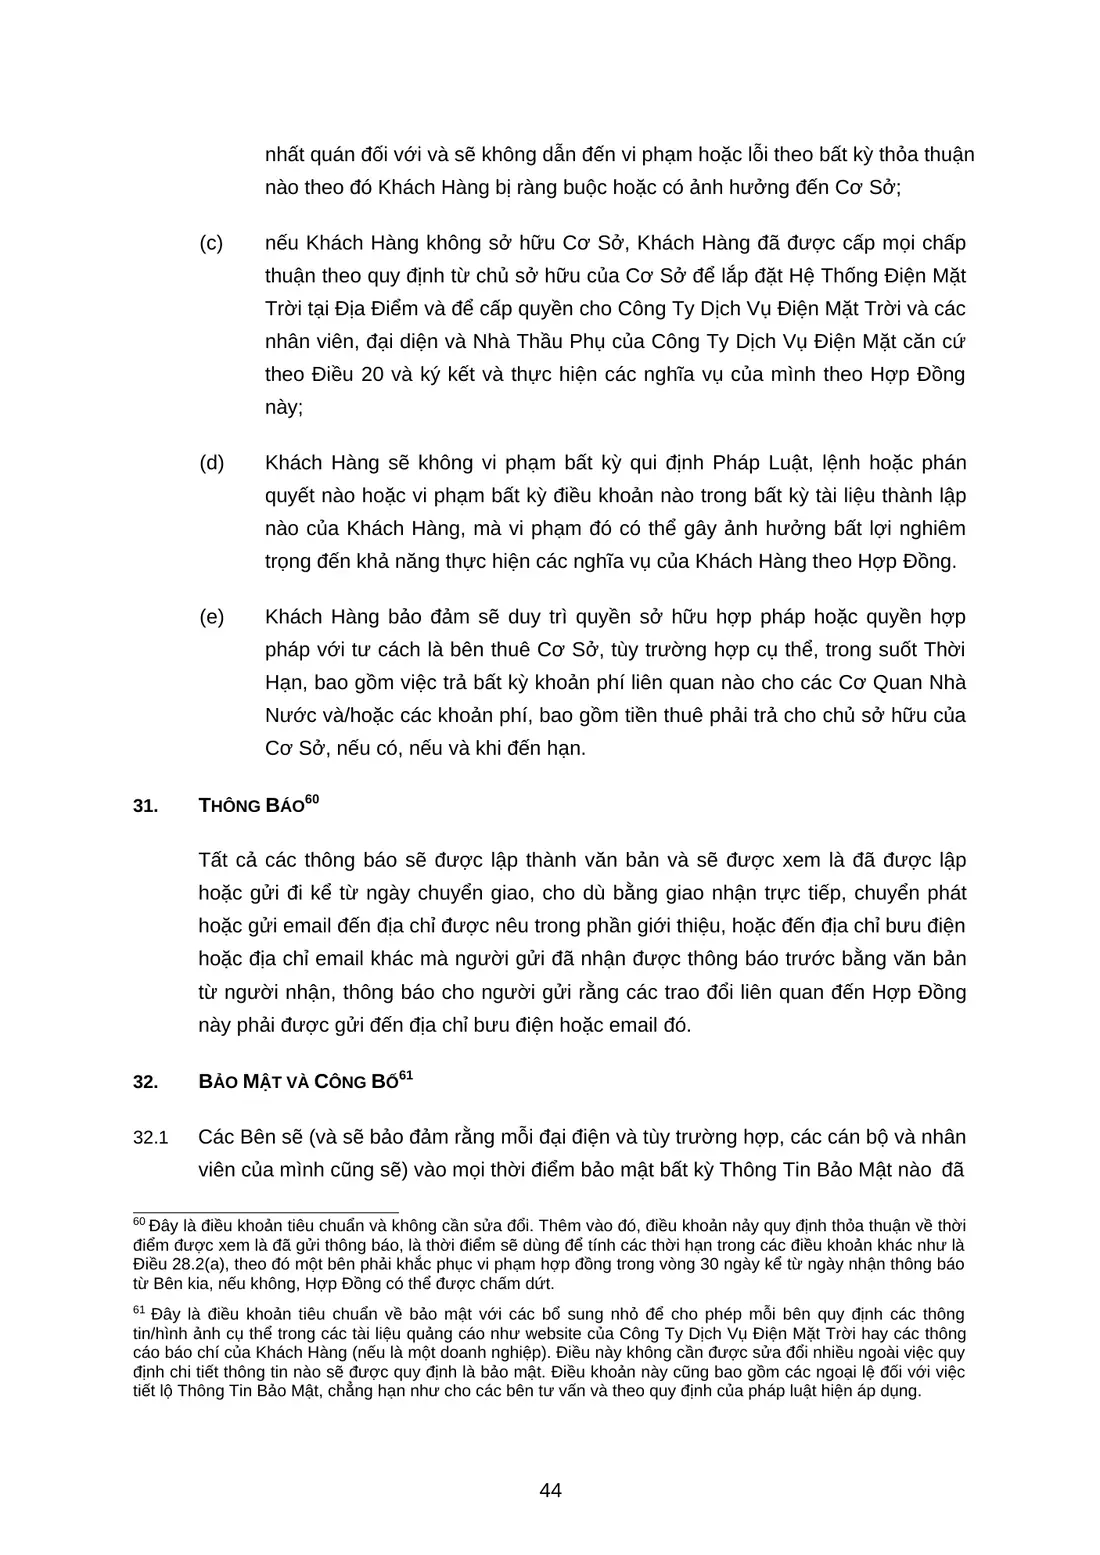 nhất quán đối với và sẽ không dẫn đến vi phạm hoặc lỗi theo bất kỳ thỏa thuận
nào theo đó Khách Hàng bị ràng buộc hoặc có ảnh hưởng đến Cơ Sở;
(c) nếu Khách Hàng không sở hữu Cơ Sở, Khách Hàng đã được cấp mọi chấp
thuận theo quy định từ chủ sở hữu của Cơ Sở để lắp đặt Hệ Thống Điện Mặt
Trời tại Địa Điểm và để cấp quyền cho Công Ty Dịch Vụ Điện Mặt Trời và các
nhân viên, đại diện và Nhà Thầu Phụ của Công Ty Dịch Vụ Điện Mặt căn cứ
theo Điều 20 và ký kết và thực hiện các nghĩa vụ của mình theo Hợp Đồng
này;
(d) Khách Hàng sẽ không vi phạm bất kỳ qui định Pháp Luật, lệnh hoặc phán
quyết nào hoặc vi phạm bất kỳ điều khoản nào trong bất kỳ tài liệu thành lập
nào của Khách Hàng, mà vi phạm đó có thể gây ảnh hưởng bất lợi nghiêm
trọng đến khả năng thực hiện các nghĩa vụ của Khách Hàng theo Hợp Đồng.
(e) Khách Hàng bảo đảm sẽ duy trì quyền sở hữu hợp pháp hoặc quyền hợp
pháp với tư cách là bên thuê Cơ Sở, tùy trường hợp cụ thể, trong suốt Thời
Hạn, bao gồm việc trả bất kỳ khoản phí liên quan nào cho các Cơ Quan Nhà
Nước và/hoặc các khoản phí, bao gồm tiền thuê phải trả cho chủ sở hữu của
Cơ Sở, nếu có, nếu và khi đến hạn.
31. THÔNG BÁO60
Tất cả các thông báo sẽ được lập thành văn bản và sẽ được xem là đã được lập
hoặc gửi đi kể từ ngày chuyển giao, cho dù bằng giao nhận trực tiếp, chuyển phát
hoặc gửi email đến địa chỉ được nêu trong phần giới thiệu, hoặc đến địa chỉ bưu điện
hoặc địa chỉ email khác mà người gửi đã nhận được thông báo trước bằng văn bản
từ người nhận, thông báo cho người gửi rằng các trao đổi liên quan đến Hợp Đồng
này phải được gửi đến địa chỉ bưu điện hoặc email đó.
32. BẢO MẬT VÀ CÔNG BỐ61
32.1 Các Bên sẽ (và sẽ bảo đảm rằng mỗi đại điện và tùy trường hợp, các cán bộ và nhân
viên của mình cũng sẽ) vào mọi thời điểm bảo mật bất kỳ Thông Tin Bảo Mật nào đã
60 Đây là điều khoản tiêu chuẩn và không cần sửa đổi. Thêm vào đó, điều khoản nảy quy định thỏa thuận về thời
điểm được xem là đã gửi thông báo, là thời điểm sẽ dùng để tính các thời hạn trong các điều khoản khác như là
Điều 28.2(a), theo đó một bên phải khắc phục vi phạm hợp đồng trong vòng 30 ngày kể từ ngày nhận thông báo
từ Bên kia, nếu không, Hợp Đồng có thể được chấm dứt.
61 Đây là điều khoản tiêu chuẩn về bảo mật với các bổ sung nhỏ để cho phép mỗi bên quy định các thông
tin/hình ảnh cụ thể trong các tài liệu quảng cáo như website của Công Ty Dịch Vụ Điện Mặt Trời hay các thông
cáo báo chí của Khách Hàng (nếu là một doanh nghiệp). Điều này không cần được sửa đổi nhiều ngoài việc quy
định chi tiết thông tin nào sẽ được quy định là bảo mật. Điều khoản này cũng bao gồm các ngoại lệ đối với việc
tiết lộ Thông Tin Bảo Mật, chẳng hạn như cho các bên tư vấn và theo quy định của pháp luật hiện áp dụng.
44